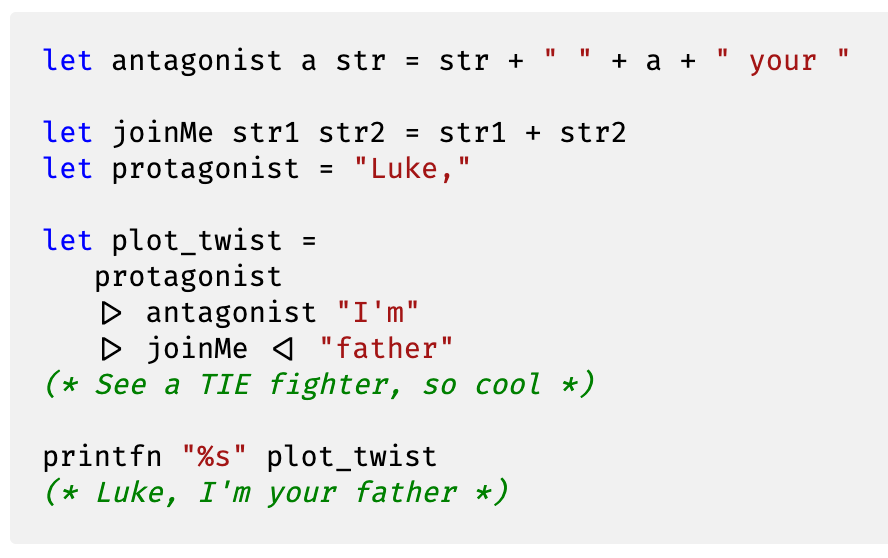 let antagonist a str = str + " " + a + " your "
let joinMe str1 str2 = str1 + str2
let protagonist = "Luke,"
let plot_twist =
protagonist
|> antagonist "I'm"
|> joinMe <| "father"
(* See a TIE fighter, so cool *)
printfn "%s" plot_twist
(* Luke, I'm your father *)